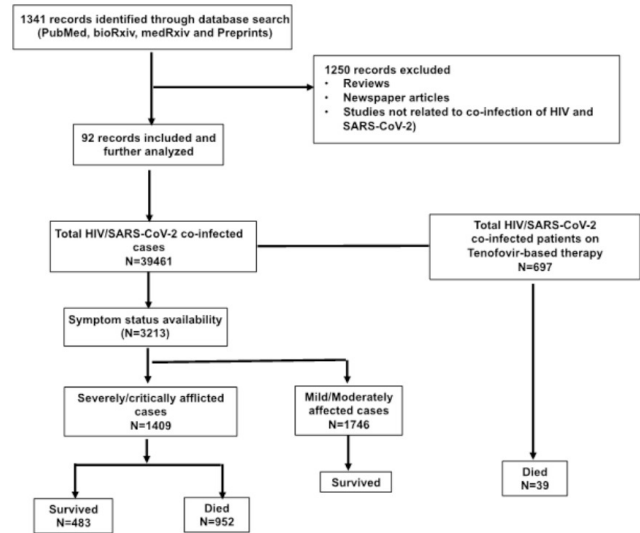 1341 records identified through database search
(PubMed, bioRxiv, medRxiv and Preprints)
1250 records excluded
• Reviews
• Newspaper articles
• Studies not related to co-infection of HIV and
SARS-CoV-2)
92 records included and
further analyzed
Total HIV/SARS-CoV-2 co-infected
cases
N=39461
Total HIV/SARS-CoV-2
co-infected patients on
Tenofovir-based therapy
N=697
Symptom status availability
(N=3213)
Severely/critically afflicted
cases
N=1409
Mild/Moderately
affected cases
N=1746
Survived
N=483
Died
N=952
Survived
Died
N=39